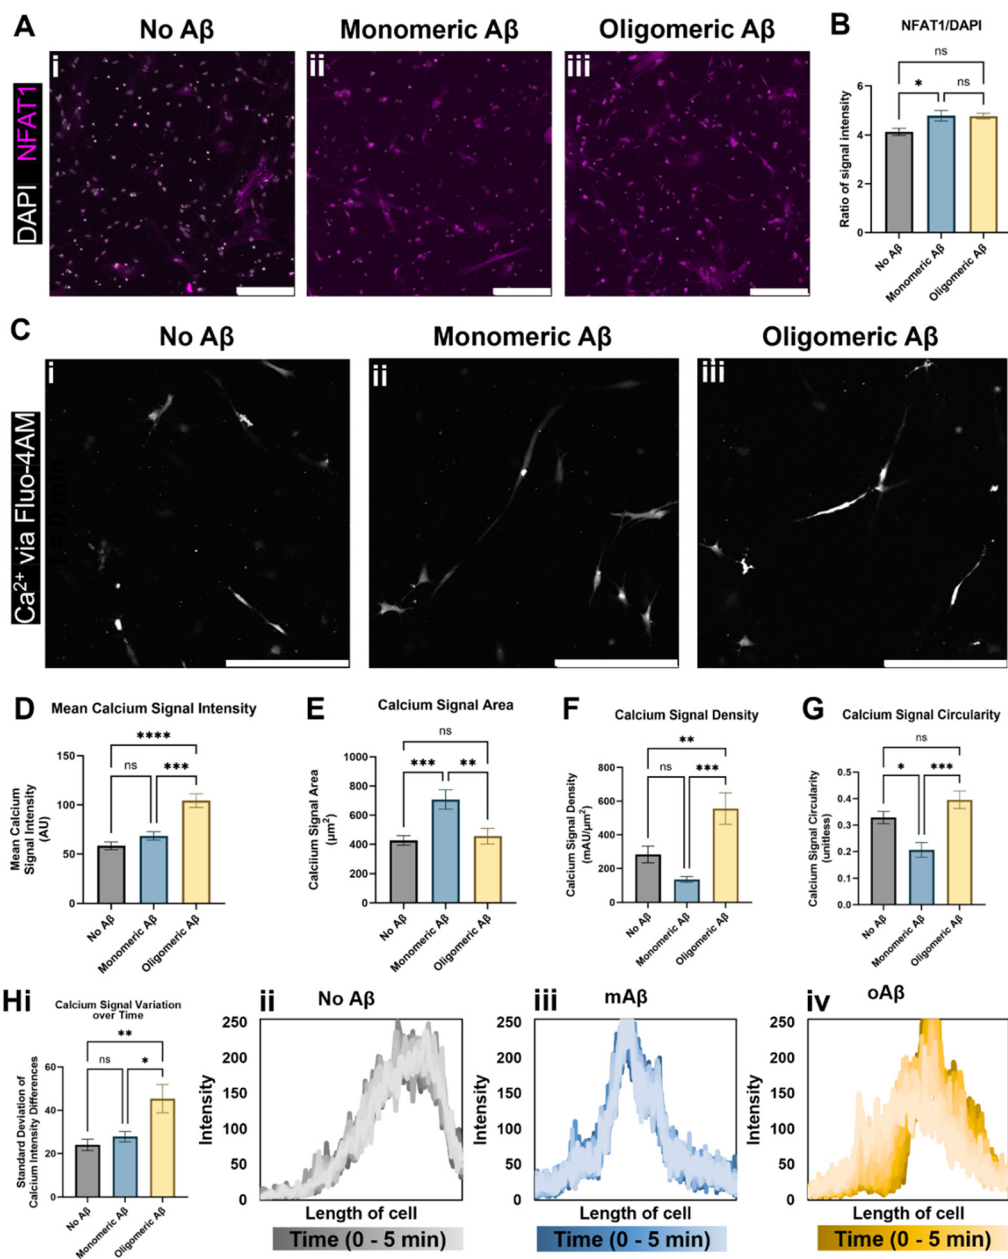 A
No Aβ
Monomeric Aβ
Oligomeric Aβ
DAPI NFAT1
i
ii
iii
B
NFAT1/DAPI
ns
* ns
Ratio of signal intensity
6
4
2
0
No Aβ
Monomeric Aβ
Oligomeric Aβ
C
No Aβ
Monomeric Aβ
Oligomeric Aβ
Ca²⁺ via Fluo-4AM
i
ii
iii
D
Mean Calcium Signal Intensity
****
ns ***
Mean Calcium
Signal Intensity
(AU)
150
100
50
0
No Aβ
Monomeric Aβ
Oligomeric Aβ
E
Calcium Signal Area
ns
*** **
Calciium Signal Area
(μm²)
1000
800
600
400
200
0
No Aβ
Monomeric Aβ
Oligomeric Aβ
F
Calcium Signal Density
**
ns ***
Calcium Signal Density
(mAU/μm²)
800
600
400
200
0
No Aβ
Monomeric Aβ
Oligomeric Aβ
G
Calcium Signal Circularity
ns
* ***
Calcium Signal Circularity
(unitless)
0.5
0.4
0.3
0.2
0.1
0.0
No Aβ
Monomeric Aβ
Oligomeric Aβ
Hi
Calcium Signal Variation
over Time
**
ns *
Standard Deviation of
Calcium Intensity Differences
60
40
20
0
No Aβ
Monomeric Aβ
Oligomeric Aβ
ii
No Aβ
Intensity
250
200
150
100
50
0
Length of cell
Time (0 - 5 min)
iii
mAβ
Intensity
250
200
150
100
50
0
Length of cell
Time (0 - 5 min)
iv
oAβ
Intensity
250
200
150
100
50
0
Length of cell
Time (0 - 5 min)